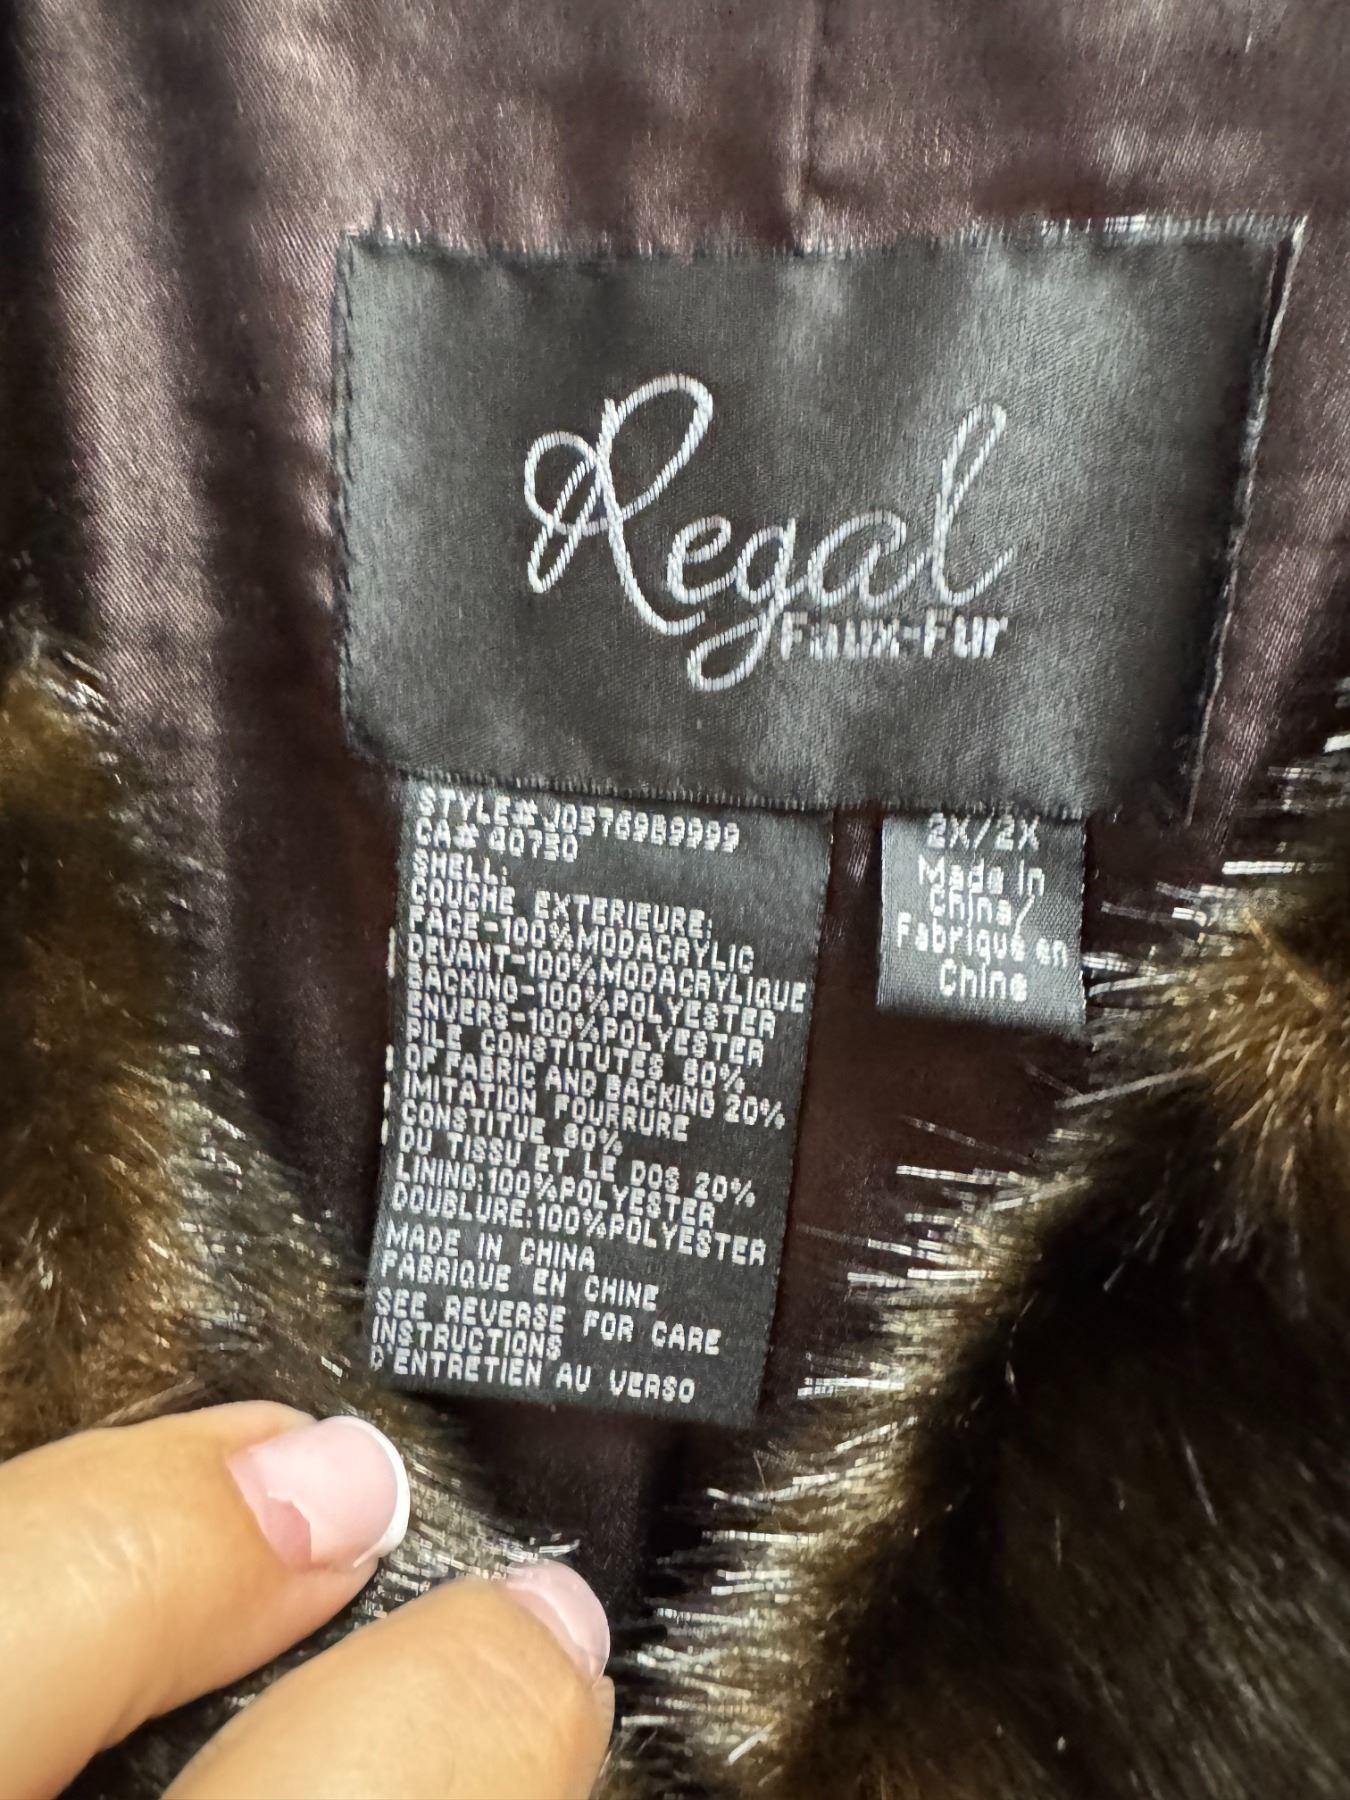 Regal
Faux-Fur
STYLE# J0576989999
CA# Q0750
SHELL:
COUCHE EXTERIEURE:
FACE-100%MODACRYLIC
DEVANT-100%MODACRYLIQUE
BACKING-100%POLYESTER
ENVERS-100%POLYESTER
PILE CONSTITUTES 80%
OF FABRIC AND BACKING 20%
IMITATION FOURRURE
CONSTITUE 80%
DU TISSU ET LE DOS 20%
LINING:100%POLYESTER
DOUBLURE:100%POLYESTER
MADE IN CHINA
FABRIQUE EN CHINE
SEE REVERSE FOR CARE
INSTRUCTIONS
D'ENTRETIEN AU VERSO
2X/2X
Made in
China/
Fabriqué en
Chine